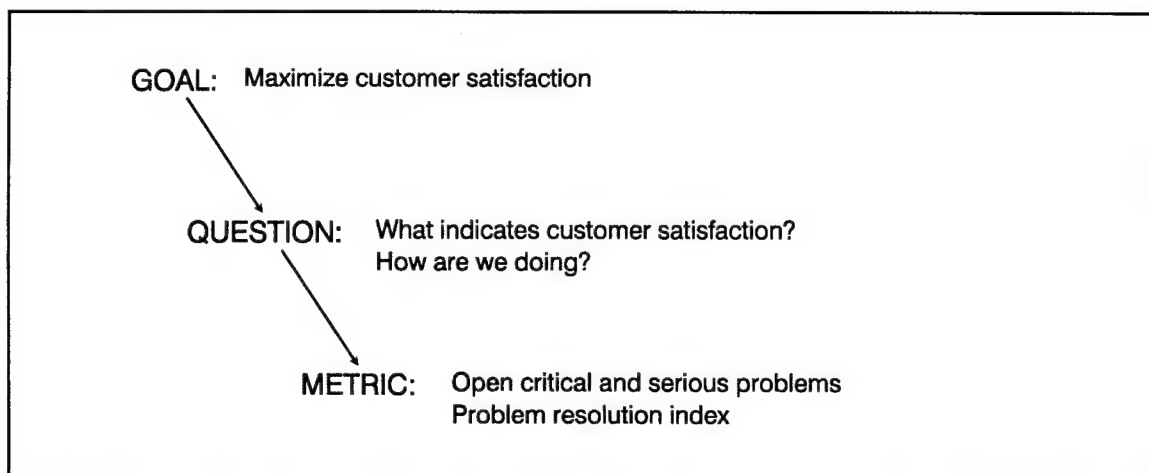 GOAL: Maximize customer satisfaction
QUESTION: What indicates customer satisfaction?
How are we doing?
METRIC: Open critical and serious problems
Problem resolution index